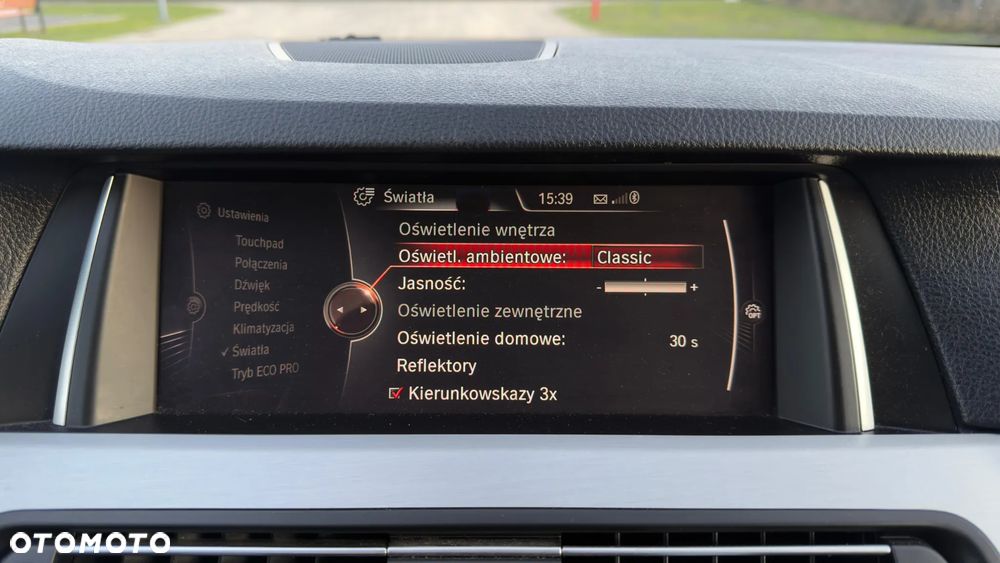 Światła
15:39
Ustawienia
Touchpad
Połączenia
Dźwięk
Prędkość
Klimatyzacja
Światła
Tryb ECO PRO
Oświetlenie wnętrza
Oświetl. ambientowe: Classic
Jasność: - +
Oświetlenie zewnętrzne
Oświetlenie domowe: 30 s
Reflektory
Kierunkowskazy 3x
OPT
OTOMOTO